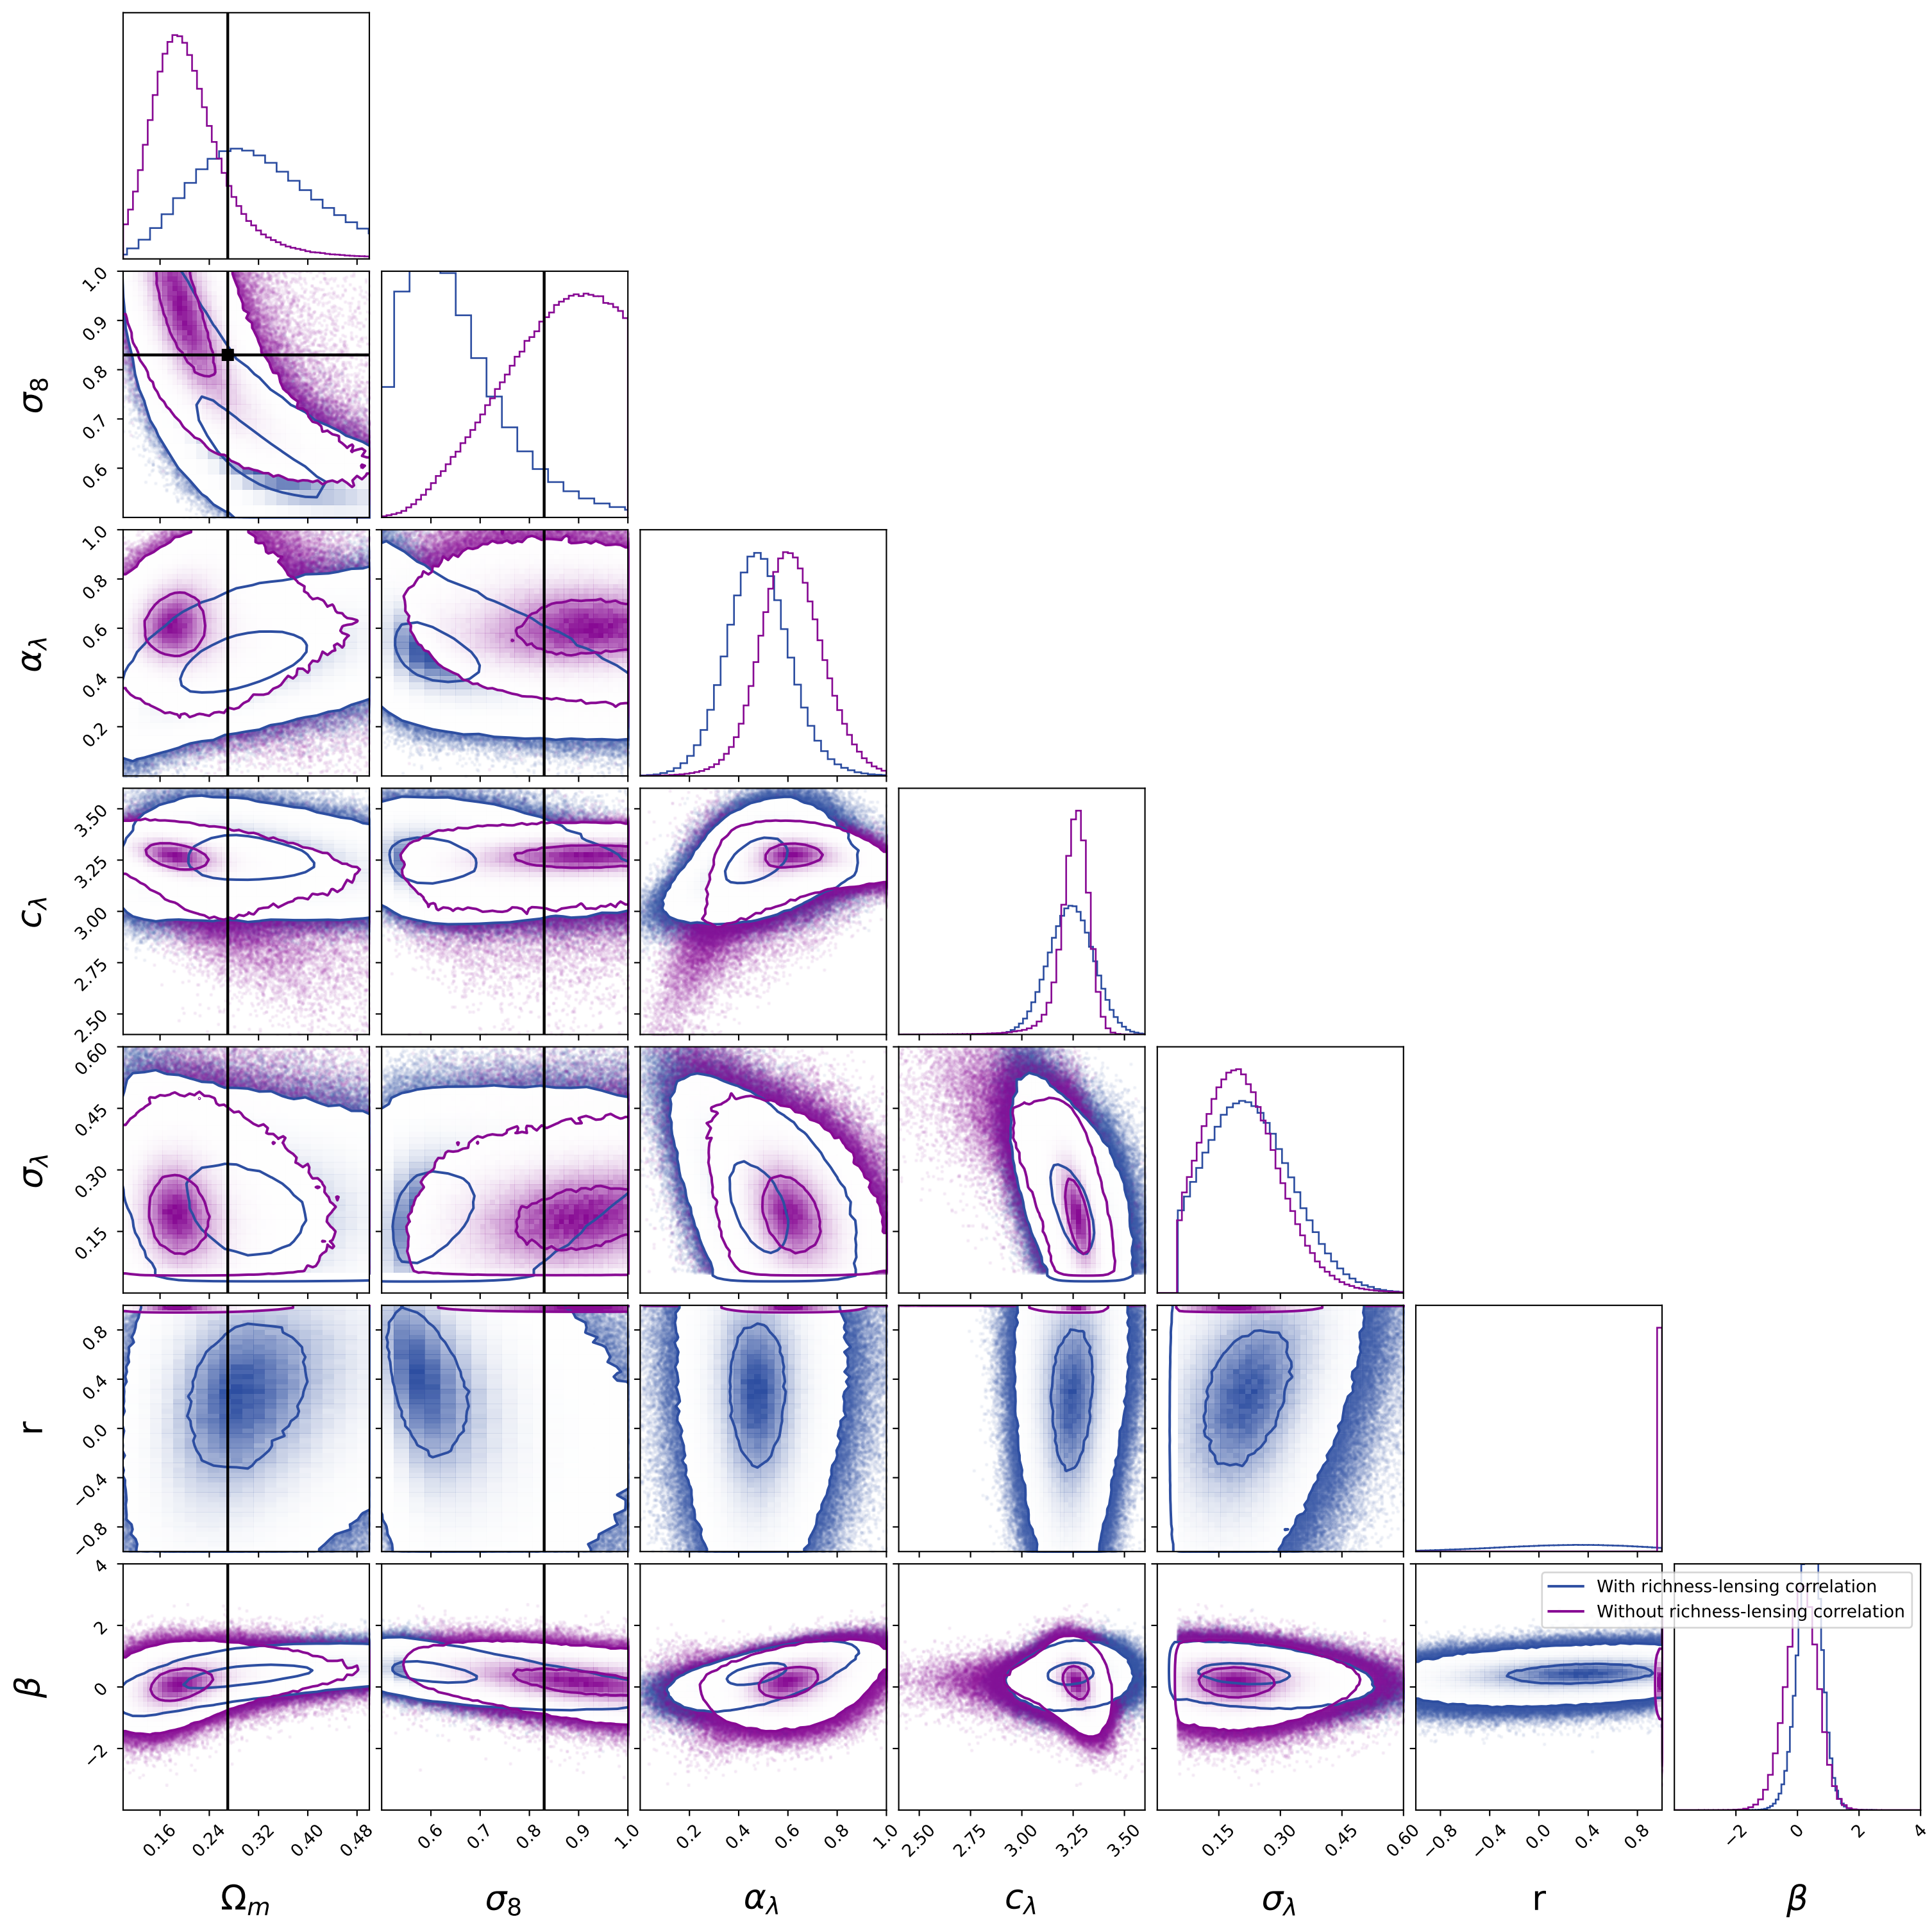 σ8
1.0
0.9
0.8
0.7
0.6
αλ
1.0
0.8
0.6
0.4
0.2
cλ
3.50
3.25
3.00
2.75
2.50
σλ
0.60
0.45
0.30
0.15
r
0.8
0.4
0.0
−0.4
−0.8
β
4
2
0
−2
With richness-lensing correlation
Without richness-lensing correlation
0.16 0.24 0.32 0.40 0.48 0.6 0.7 0.8 0.9 1.0 0.2 0.4 0.6 0.8 1.0 2.50 2.75 3.00 3.25 3.50 0.15 0.30 0.45 0.60 −0.8 −0.4 0.0 0.4 0.8 −2 0 2 4
Ωm σ8 αλ cλ σλ r β